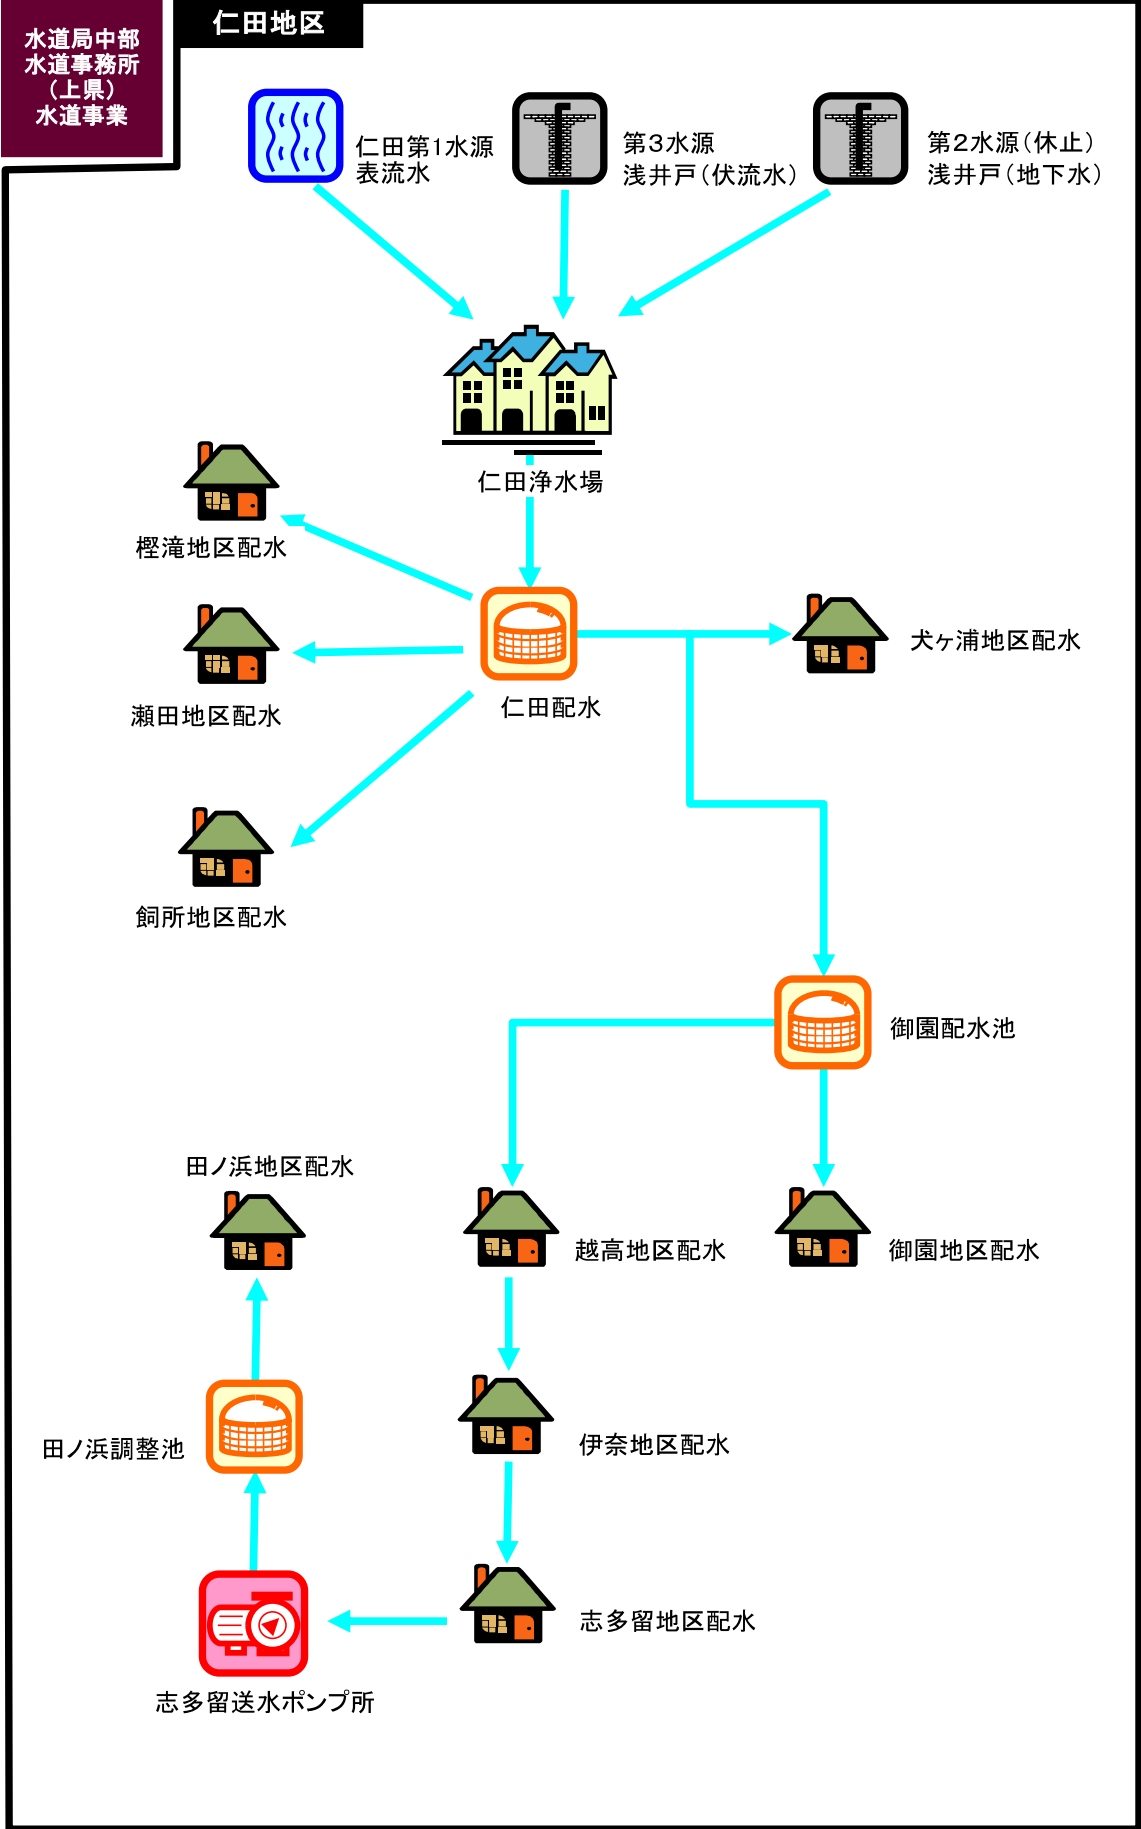 水道局中部
水道事務所
(上県)
水道事業
仁田地区
仁田第1水源
表流水
第3水源
浅井戸(伏流水)
第2水源(休止)
浅井戸(地下水)
仁田浄水場
樫滝地区配水
瀬田地区配水
仁田配水
犬ヶ浦地区配水
飼所地区配水
御園配水池
田ノ浜地区配水
越高地区配水
御園地区配水
田ノ浜調整池
伊奈地区配水
志多留地区配水
志多留送水ポンプ所